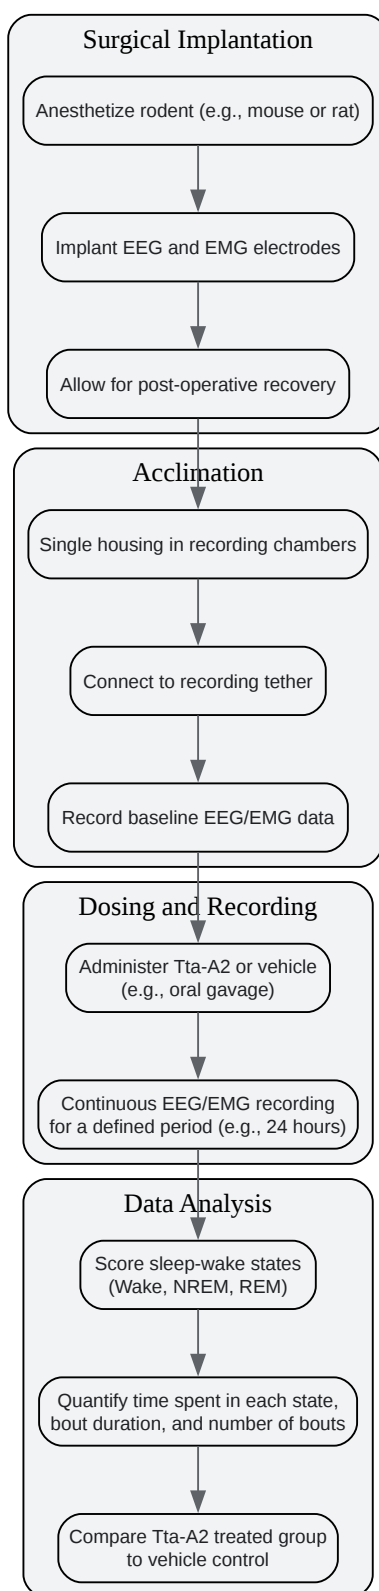 Surgical Implantation
Anesthetize rodent (e.g., mouse or rat)
Implant EEG and EMG electrodes
Allow for post-operative recovery
Acclimation
Single housing in recording chambers
Connect to recording tether
Record baseline EEG/EMG data
Dosing and Recording
Administer Tta-A2 or vehicle
(e.g., oral gavage)
Continuous EEG/EMG recording
for a defined period (e.g., 24 hours)
Data Analysis
Score sleep-wake states
(Wake, NREM, REM)
Quantify time spent in each state,
bout duration, and number of bouts
Compare Tta-A2 treated group
to vehicle control